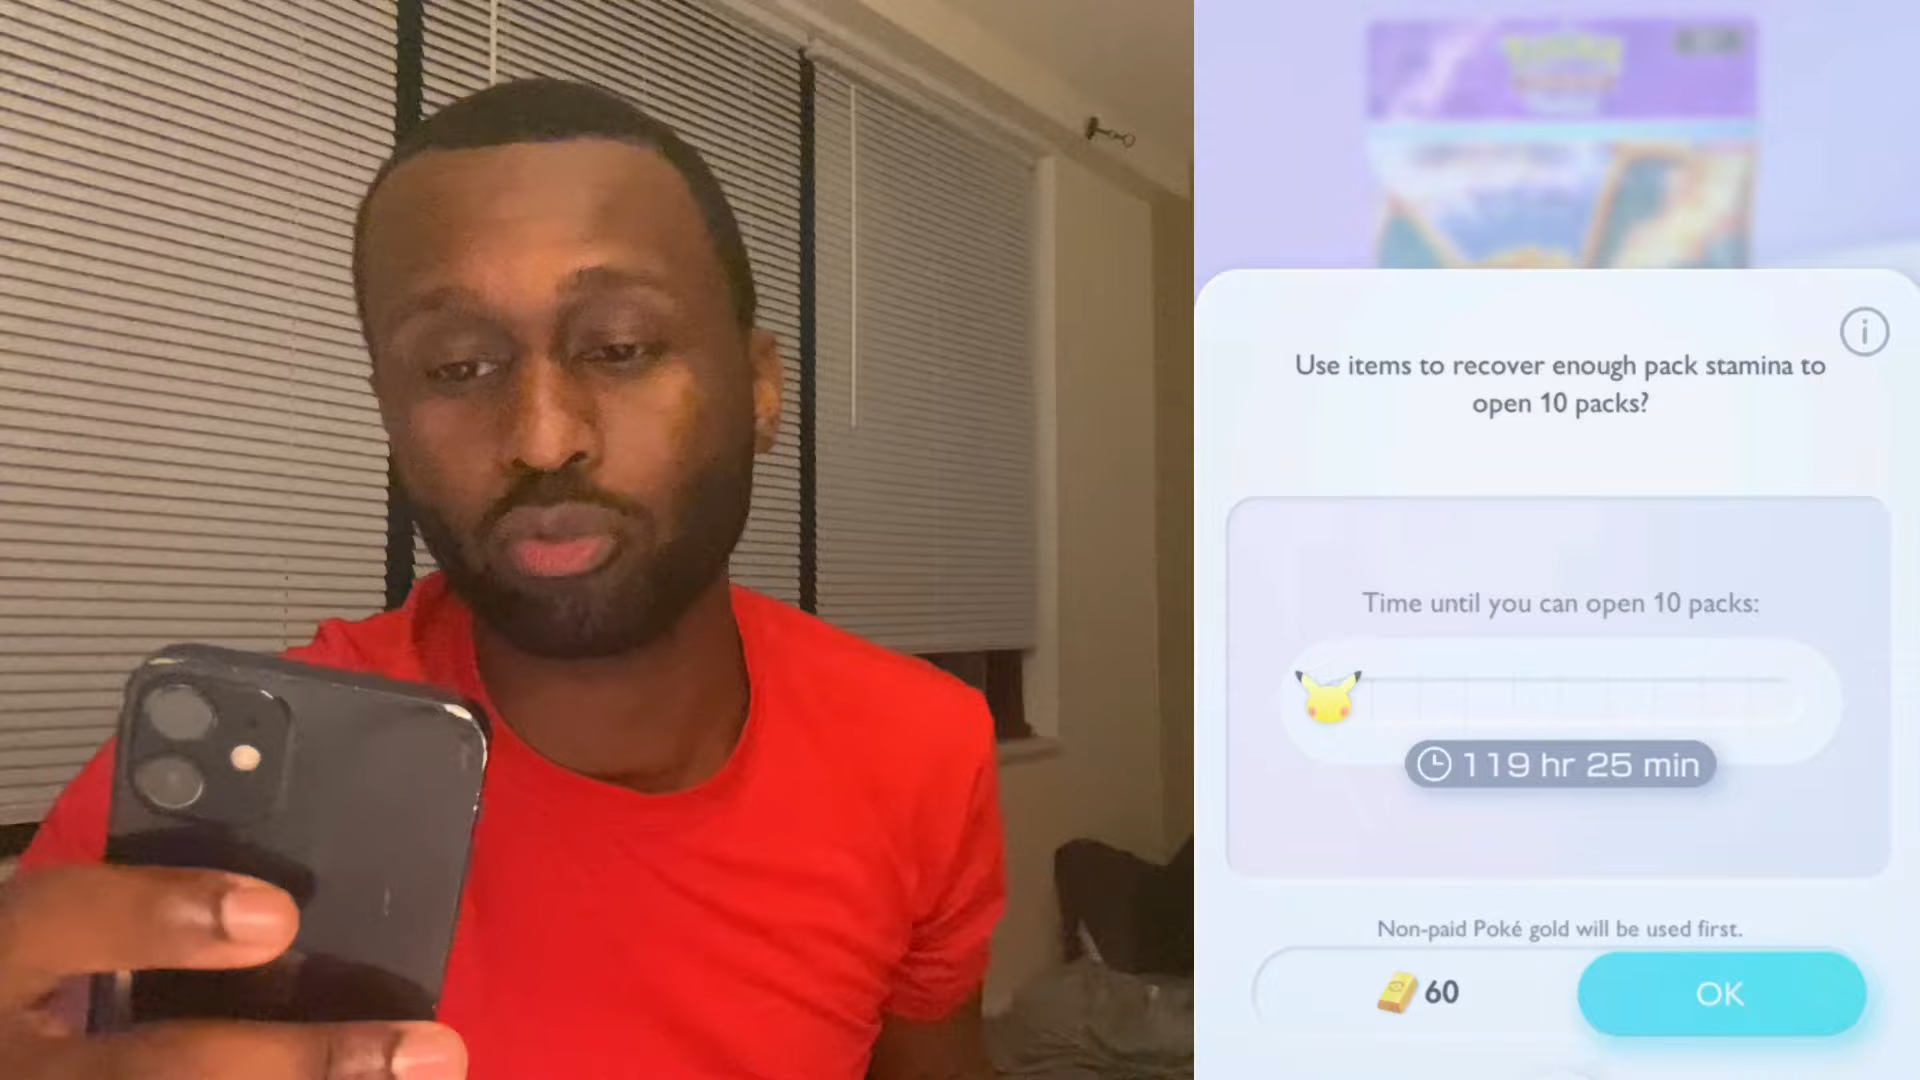 Use items to recover enough pack stamina to
open 10 packs?
Time until you can open 10 packs:
119 hr 25 min
Non-paid Poké gold will be used first.
60
OK